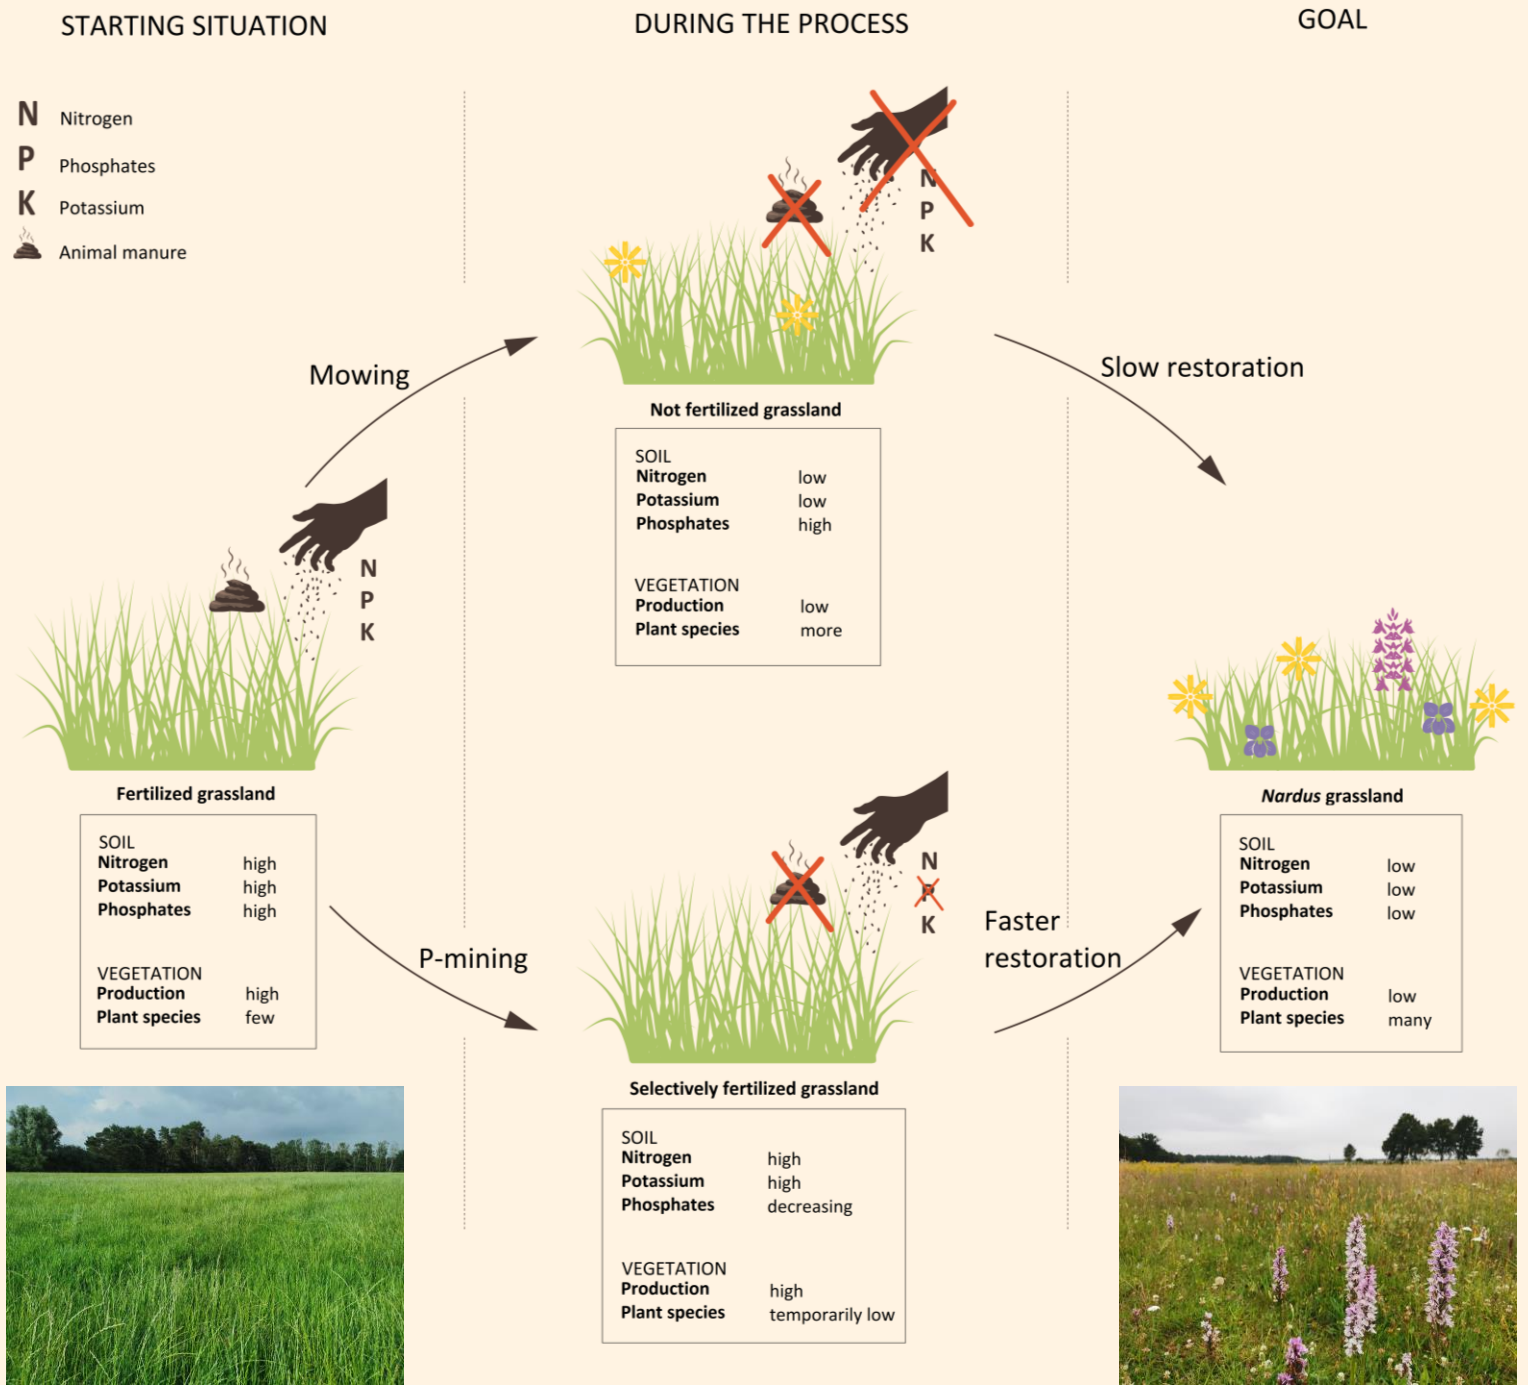 STARTING SITUATION
DURING THE PROCESS
GOAL
N Nitrogen
P Phosphates
K Potassium
Animal manure
N
P
K
Mowing
Slow restoration
Not fertilized grassland
SOIL
Nitrogen low
Potassium low
Phosphates high
VEGETATION
Production low
Plant species more
N
P
K
Fertilized grassland
SOIL
Nitrogen high
Potassium high
Phosphates high
VEGETATION
Production high
Plant species few
P-mining
N
P
K
Faster
restoration
Selectively fertilized grassland
SOIL
Nitrogen high
Potassium high
Phosphates decreasing
VEGETATION
Production high
Plant species temporarily low
Nardus grassland
SOIL
Nitrogen low
Potassium low
Phosphates low
VEGETATION
Production low
Plant species many